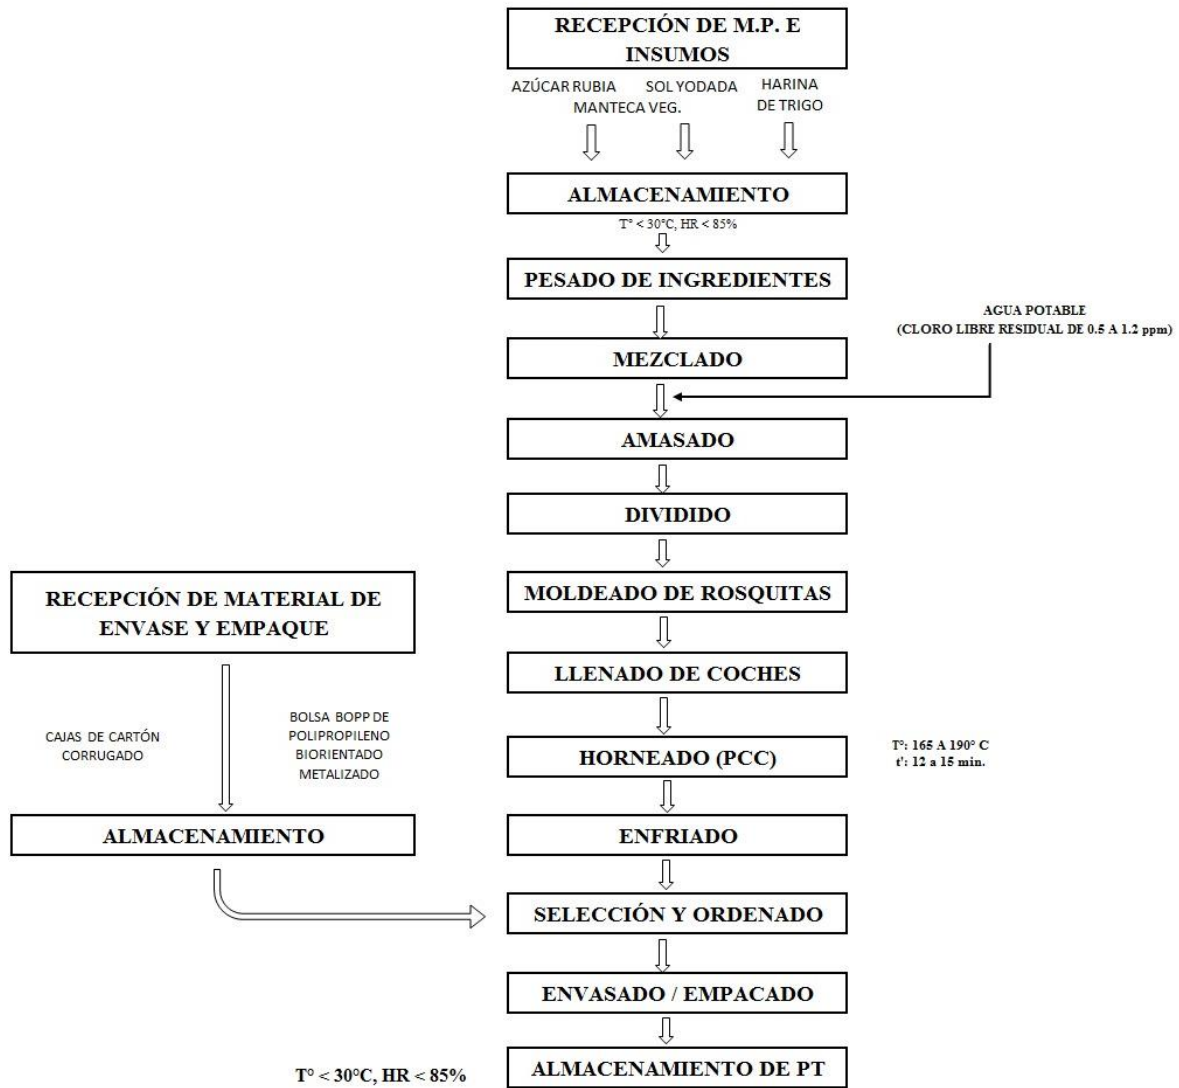 RECEPCIÓN DE M.P. E
INSUMOS
AZÚCAR RUBIA
SOL YODADA
HARINA
DE TRIGO
MANTECA VEG.
ALMACENAMIENTO
T° < 30°C, HR < 85%
PESADO DE INGREDIENTES
AGUA POTABLE
(CLORO LIBRE RESIDUAL DE 0.5 A 1.2 ppm)
MEZCLADO
AMASADO
DIVIDIDO
RECEPCIÓN DE MATERIAL DE
ENVASE Y EMPAQUE
MOLDEADO DE ROSQUITAS
LLENADO DE COCHES
CAJAS DE CARTÓN
CORRUGADO
BOLSA BOPP DE
POLIPROPILENO
BIORIENTADO
METALIZADO
HORNEADO (PCC)
T°: 165 A 190° C
t': 12 a 15 min.
ALMACENAMIENTO
ENFRIADO
SELECCIÓN Y ORDENADO
ENVASADO / EMPACADO
ALMACENAMIENTO DE PT
T° < 30°C, HR < 85%